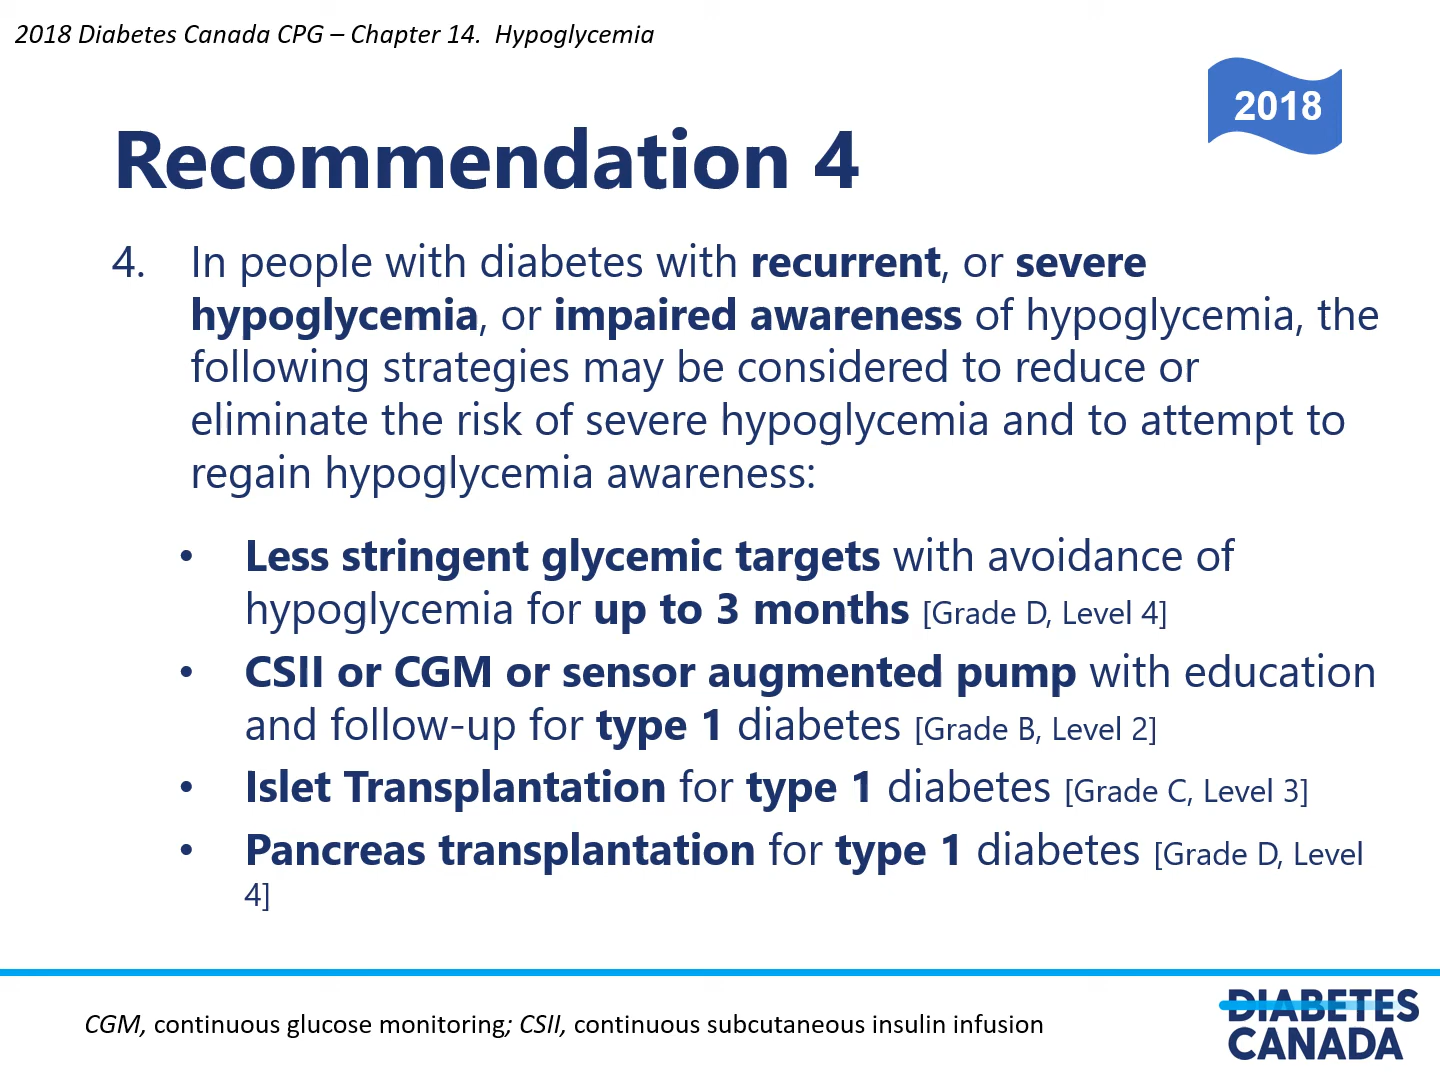 2018 Diabetes Canada CPG – Chapter 14.  Hypoglycemia
2018
Recommendation 4
4. In people with diabetes with recurrent, or severe
hypoglycemia, or impaired awareness of hypoglycemia, the
following strategies may be considered to reduce or
eliminate the risk of severe hypoglycemia and to attempt to
regain hypoglycemia awareness:
• Less stringent glycemic targets with avoidance of
hypoglycemia for up to 3 months [Grade D, Level 4]
• CSII or CGM or sensor augmented pump with education
and follow-up for type 1 diabetes [Grade B, Level 2]
• Islet Transplantation for type 1 diabetes [Grade C, Level 3]
• Pancreas transplantation for type 1 diabetes [Grade D, Level
4]
CGM, continuous glucose monitoring; CSII, continuous subcutaneous insulin infusion
DIABETES
CANADA